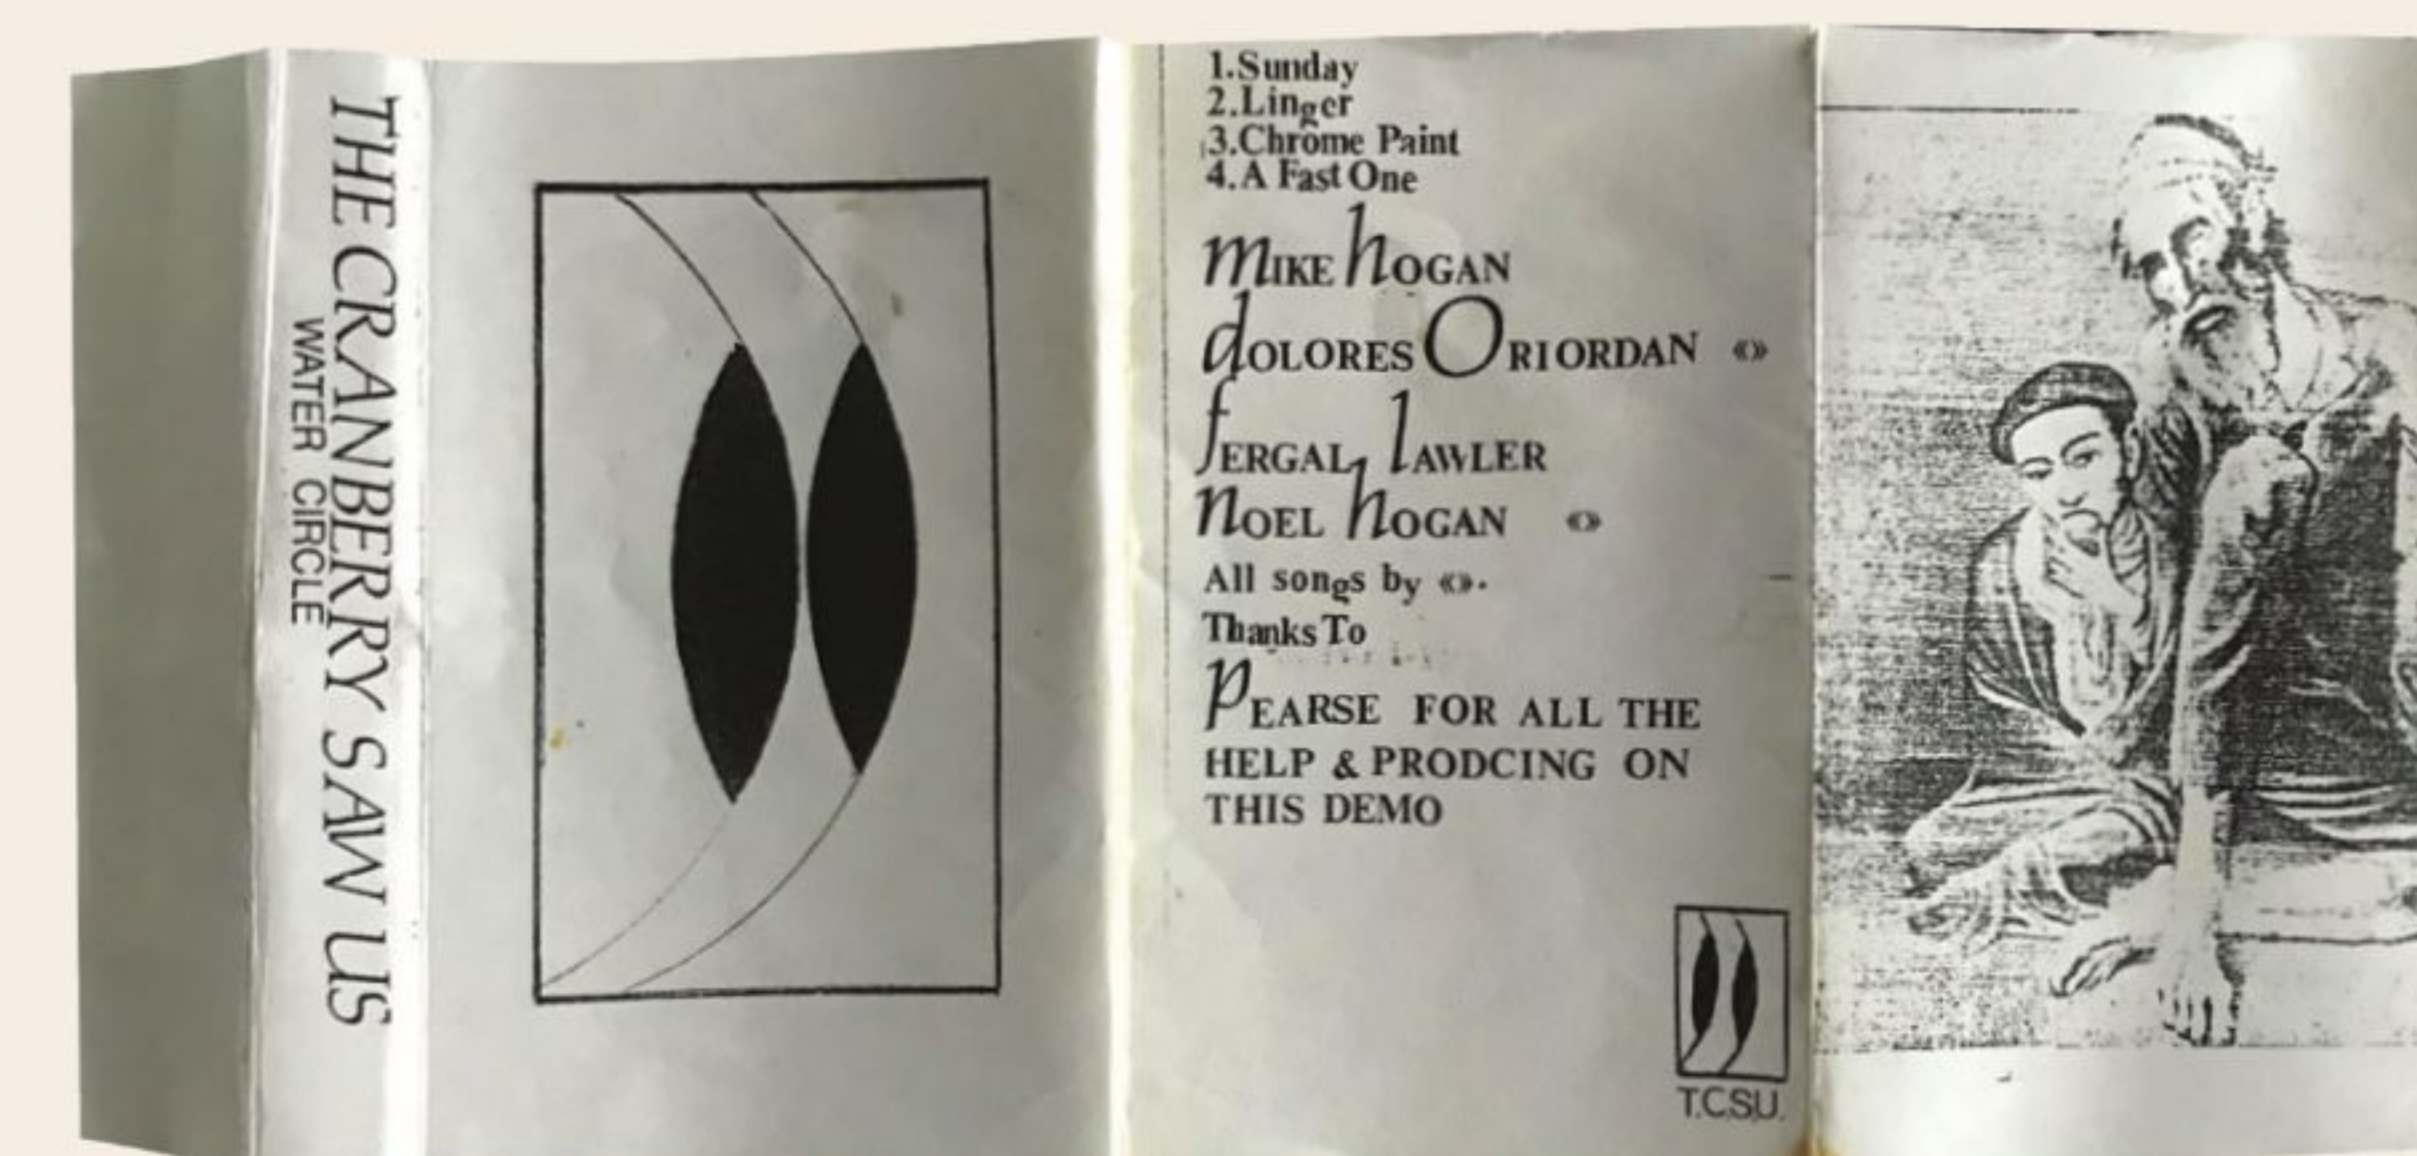 THE CRANBERRY SAW US
WATER CIRCLE
1.Sunday
2.Linger
3.Chrome Paint
4.A Fast One
mIKE hOGAN
dOLORES ORIORDAN «»
fERGAL lAWLER
nOEL hOGAN «»
All songs by «».
Thanks To
PEARSE FOR ALL THE
HELP & PRODCING ON
THIS DEMO
T.C.S.U.